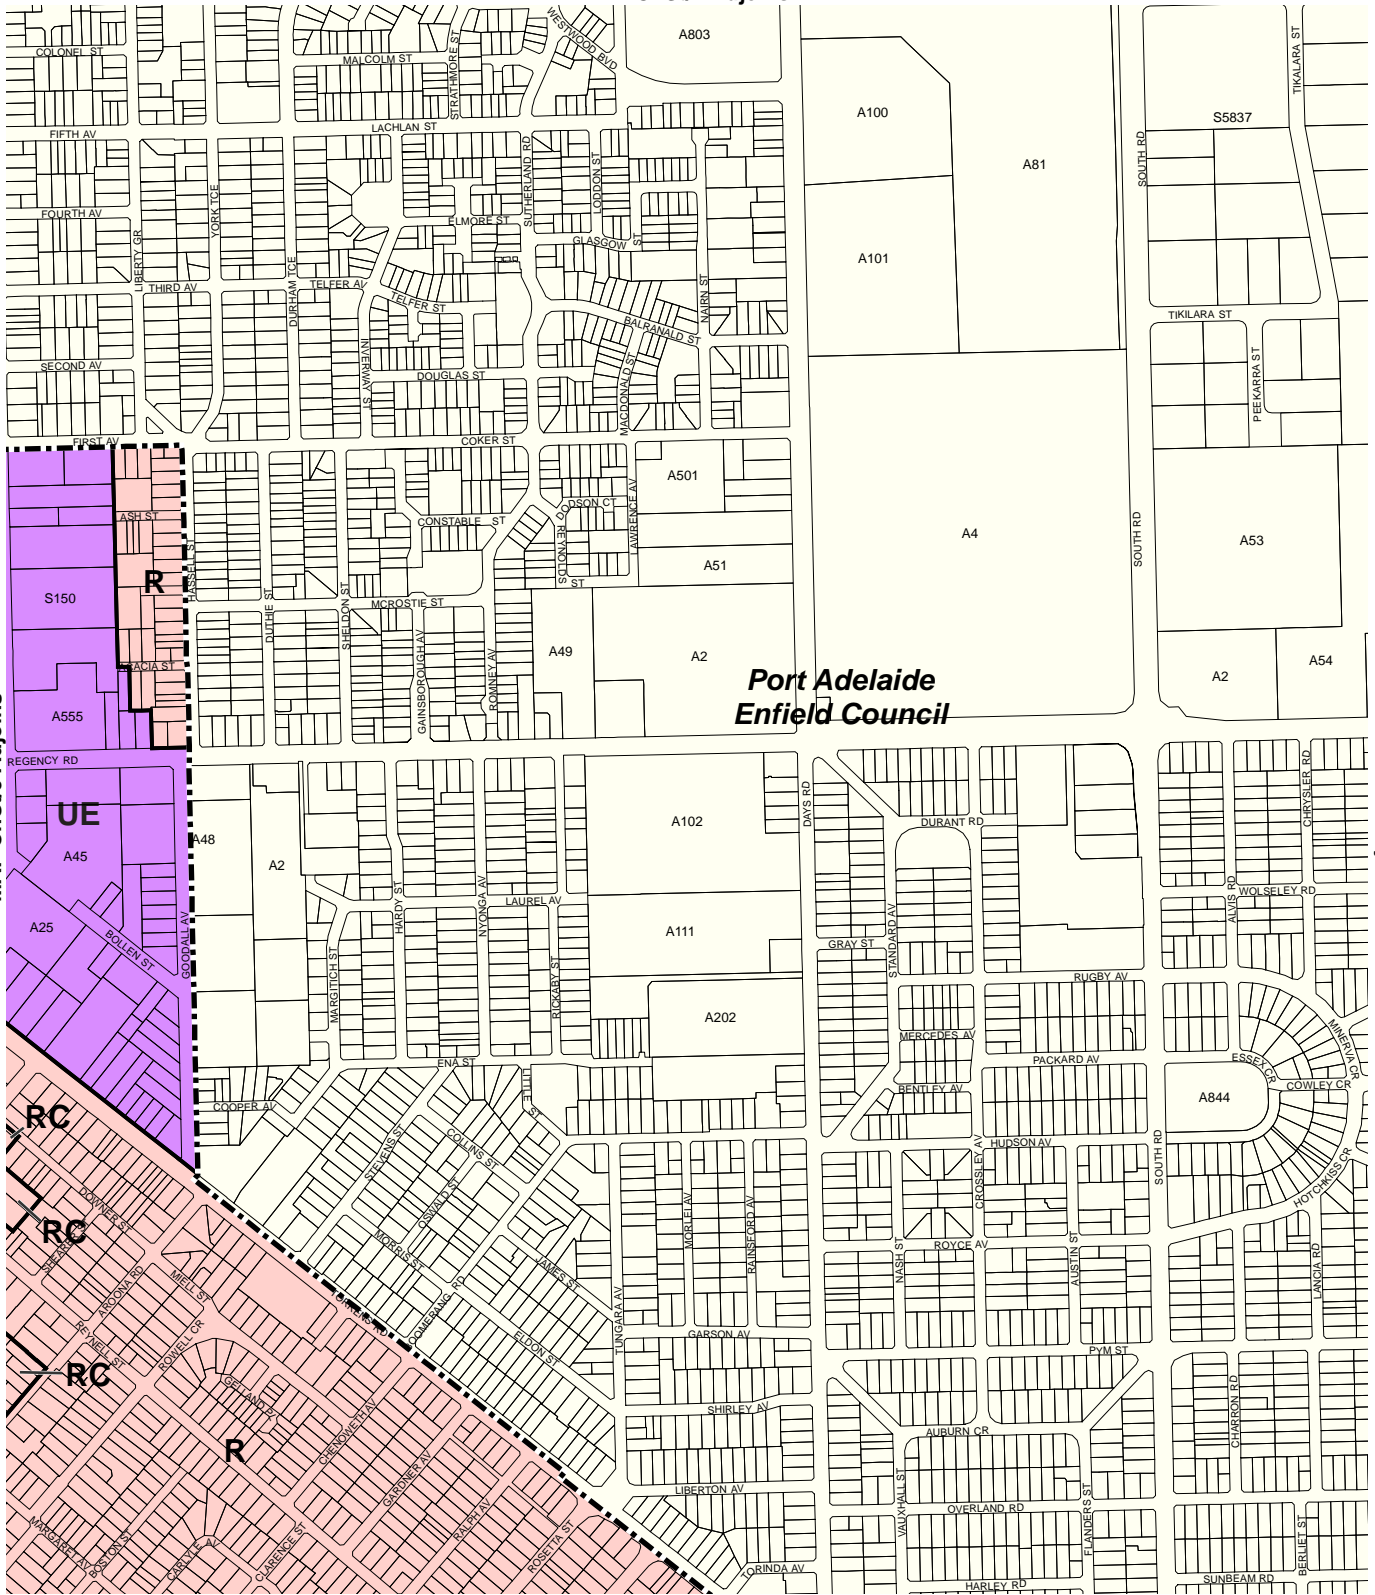 WESTWOOD BVD
A803
COLONEL ST
MALCOLM ST
STRATHMORE ST
TIKALARA ST
A100
S5837
LACHLAN ST
FIFTH AV
SOUTH RD
A81
SUTHERLAND RD
LODDON ST
YORK TCE
FOURTH AV
ELMORE ST
GLASGOW ST
LIBERTY GR
A101
THIRD AV
DURHAM TCE
TELFER AV
TELFER ST
NAIRN ST
TIKILARA ST
BALRANALD ST
SECOND AV
INVERWAY ST
DOUGLAS ST
MACDONALD ST
PEEKARRA ST
FIRST AV
COKER ST
A501
DODSON CT
LAWRENCE AV
ASH ST
CONSTABLE ST
SOUTH RD
A4
A53
REYNOLDS ST
A51
HASSELL ST
R
S150
DUTHIE ST
SHELDON ST
MCROSTIE ST
GAINSBOROUGH AV
ROMNEY AV
A49
A2
ACACIA ST
A54
A2
Port Adelaide
Enfield Council
A555
REGENCY RD
UE
DAYS RD
CHRYSLER RD
A102
DURANT RD
A48
A45
A2
HARDY ST
NYONGA AV
LAUREL AV
ALVIS RD
WOLSELEY RD
A25
BOLLEN ST
GOODALL AV
A111
GRAY ST
STANDARD AV
MARGITICH ST
RICKABY ST
RUGBY AV
A202
MERCEDES AV
MINERVA CR
ENA ST
PACKARD AV
ESSEX CR
COWLEY CR
LITTLE ST
BENTLEY AV
A844
COOPER AV
RC
STEVENS ST
COLLINS ST
HUDSON AV
CROSSLEY AV
SOUTH RD
HOTCHKISS CR
DOWNER ST
OSWALD ST
MORLEI AV
RAINSFORD AV
RC
MORRIS ST
JAMES ST
NASH ST
ROYCE AV
AUSTIN ST
LANCIA RD
AROONA RD
MIELL ST
TORRENS RD
TUNGARA AV
REYNELL ST
ROWELL CR
ELDON ST
GARSON AV
PYM ST
RC
GELLAND PL
CHENOWETH AV
SHIRLEY AV
CHARRON RD
R
AUBURN CR
GARDNER AV
LIBERTON AV
VAUXHALL ST
OVERLAND RD
FLANDERS ST
MARGARET AV
BOSTON ST
CARLYLE AV
CLARENCE ST
RALPH AV
ROSETTA ST
BERLIET ST
TORINDA AV
HARLEY RD
SUNBEAM RD